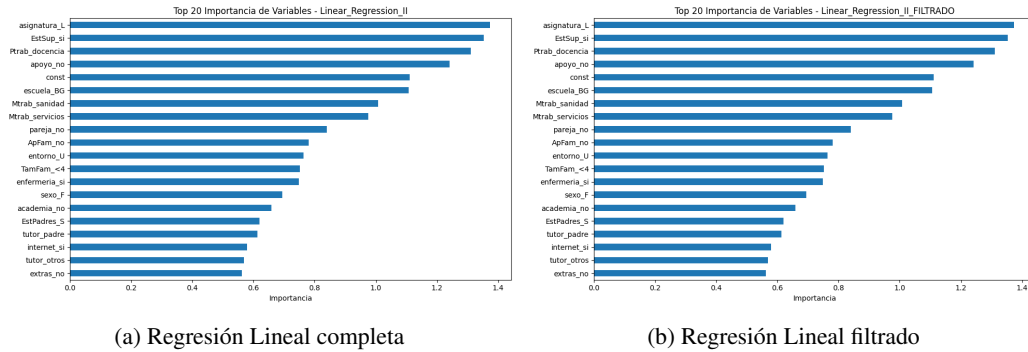 Top 20 Importancia de Variables - Linear_Regression_II
asignatura_L
EstSup_si
Ptrab_docencia
apoyo_no
const
escuela_BG
Mtrab_sanidad
Mtrab_servicios
pareja_no
ApFam_no
entorno_U
TamFam_<4
enfermeria_si
sexo_F
academia_no
EstPadres_S
tutor_padre
internet_si
tutor_otros
extras_no
0.0 0.2 0.4 0.6 0.8 1.0 1.2 1.4
Importancia
(a) Regresión Lineal completa
Top 20 Importancia de Variables - Linear_Regression_II_FILTRADO
asignatura_L
EstSup_si
Ptrab_docencia
apoyo_no
const
escuela_BG
Mtrab_sanidad
Mtrab_servicios
pareja_no
ApFam_no
entorno_U
TamFam_<4
enfermeria_si
sexo_F
academia_no
EstPadres_S
tutor_padre
internet_si
tutor_otros
extras_no
0.0 0.2 0.4 0.6 0.8 1.0 1.2 1.4
Importancia
(b) Regresión Lineal filtrado